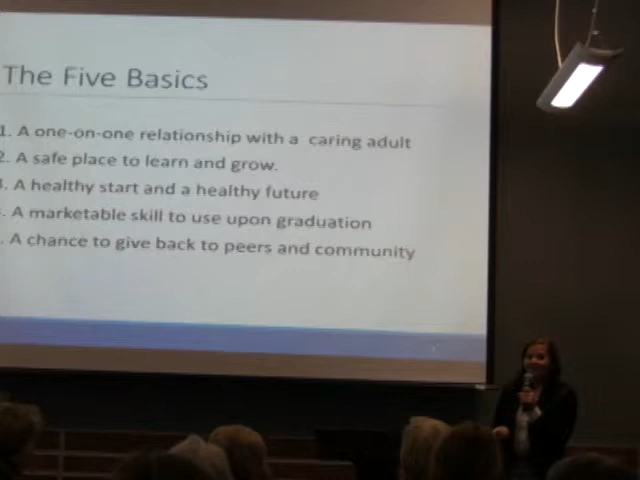 The Five Basics
1. A one-on-one relationship with a caring adult
2. A safe place to learn and grow.
3. A healthy start and a healthy future
. A marketable skill to use upon graduation
. A chance to give back to peers and community